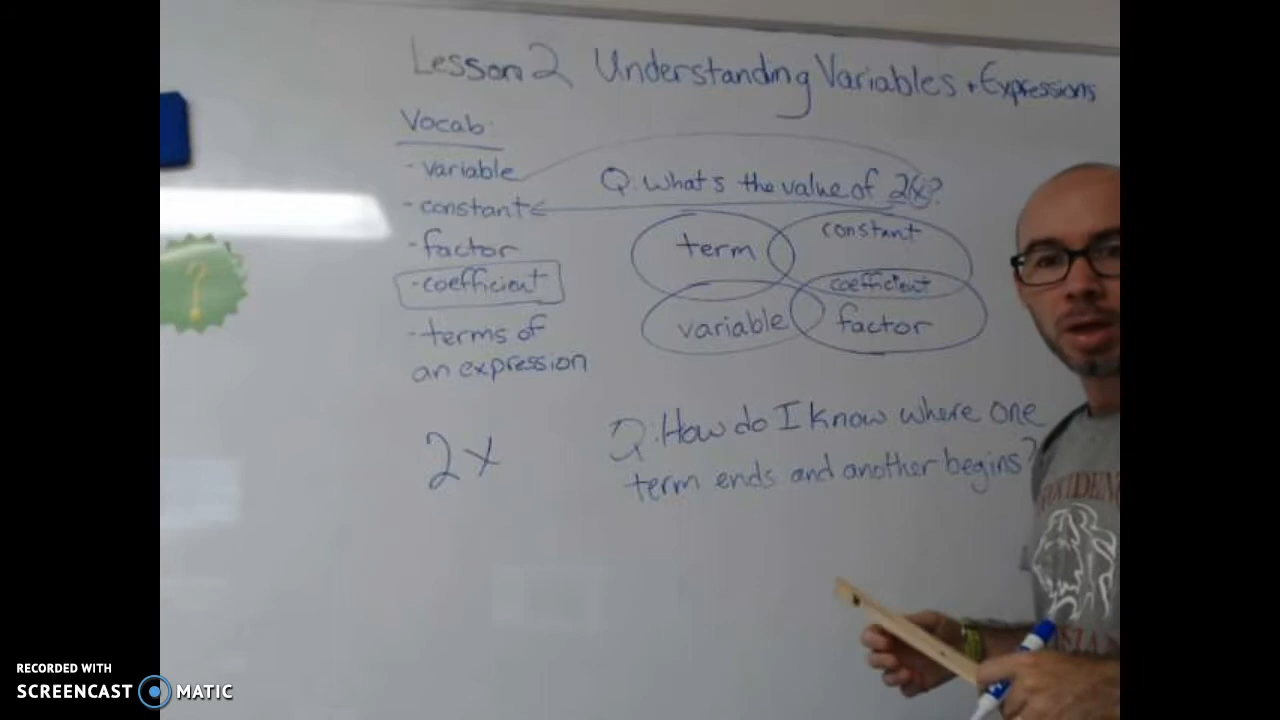 Lesson 2 Understanding Variables + Expressions
Vocab:
- variable
- constant
- factor
- coefficient
- terms of
an expression
2x
Q: What's the value of 2x?
term
constant
coefficient
variable
factor
Q: How do I know where one
term ends and another begins?
?
RECORDED WITH
SCREENCAST MATIC